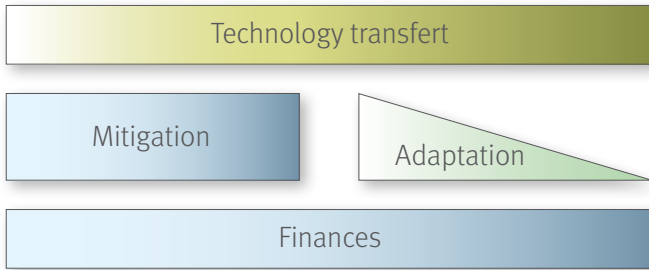 Technology transfert
Mitigation
Adaptation
Finances